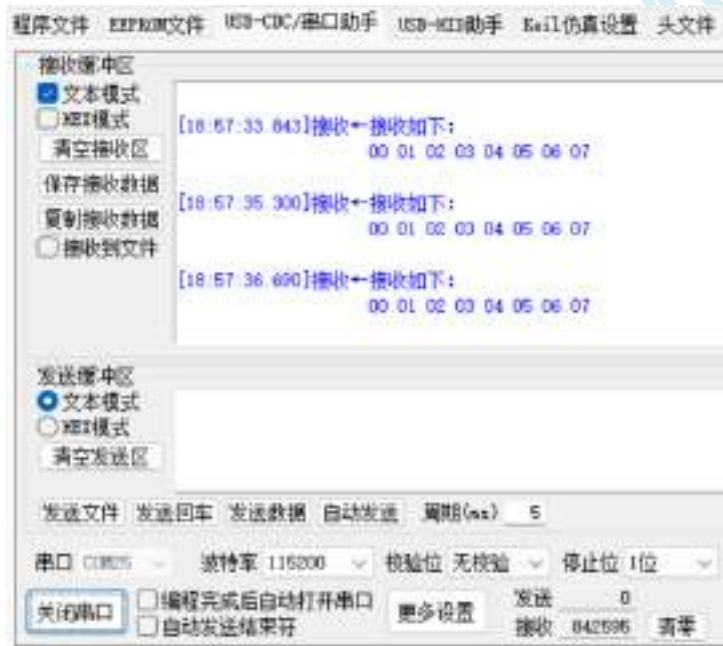 程序文件 EEPROM文件 USB-CDC/串口助手 USB-HID助手 Keil仿真设置 头文件
接收缓冲区
文本模式
HEX模式
清空接收区
保存接收数据
复制接收数据
接收到文件
[18:57:33.843]接收←接收如下:
00 01 02 03 04 05 06 07
[18:57:35.300]接收←接收如下:
00 01 02 03 04 05 06 07
[18:57:36.690]接收←接收如下:
00 01 02 03 04 05 06 07
发送缓冲区
文本模式
HEX模式
清空发送区
发送文件 发送回车 发送数据 自动发送 周期(ms) 5
串口 COM25 波特率 115200 校验位 无校验 停止位 1位
关闭串口 编程完成后自动打开串口 更多设置 发送 0
自动发送结束符 接收 842596 清零